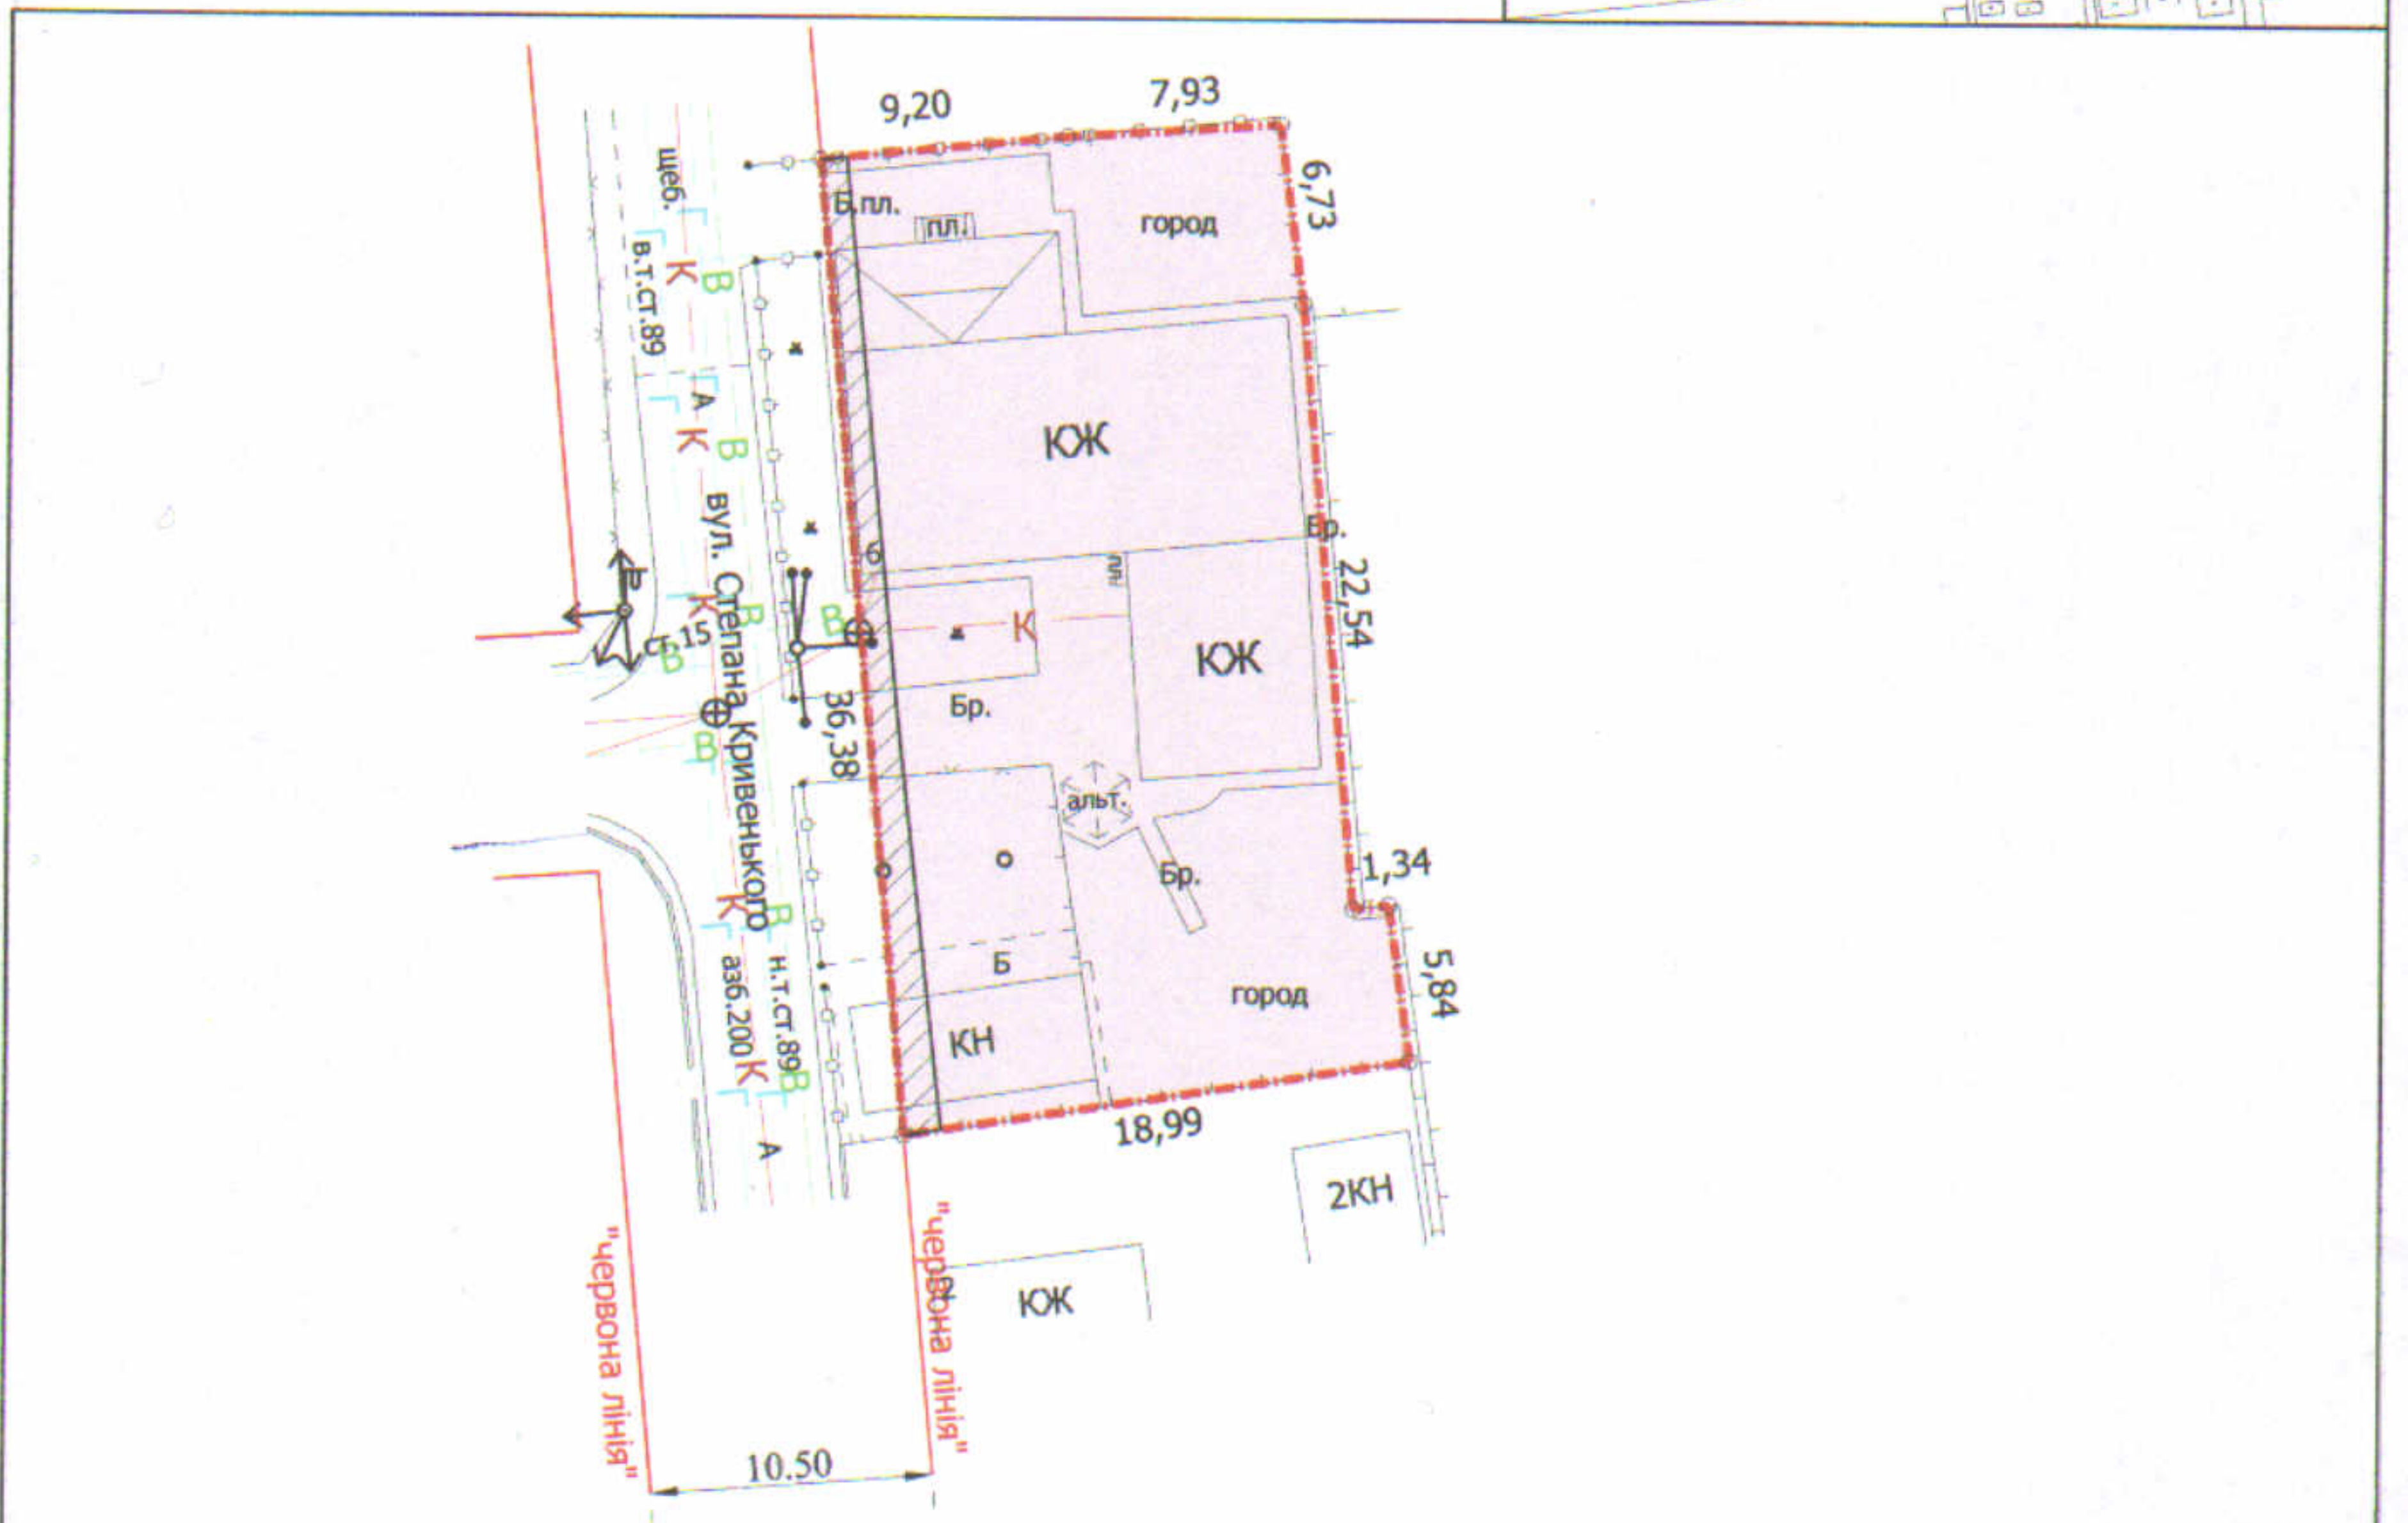 9,20
7,93
щеб.
6,73
Б.пл.
пл.
город
в.т.ст.89
К
В
А
К
В
КЖ
вул. Степана Кривенького
Бр.
пл.
22,54
К
В
В
К
ст.15
В
КЖ
36,38
Бр.
В
альт.
1,34
Бр.
К
В
Б
5,84
н.т.ст.89
азб.200
город
КН
К
В
18,99
А
2КН
"червона лінія"
"червона лінія"
КЖ
10.50